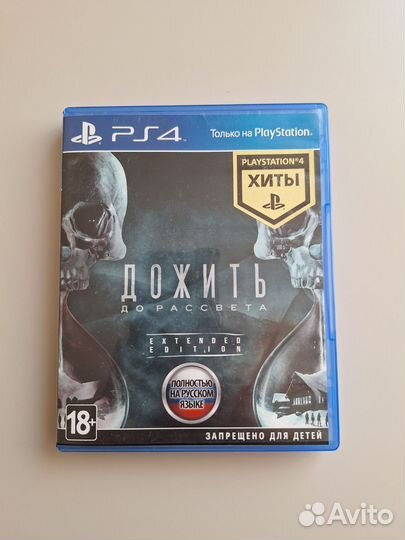 PS4
Только на PlayStation®
PLAYSTATION®4
ХИТЫ
ДОЖИТЬ
ДО РАССВЕТА
EXTENDED
EDITION
ПОЛНОСТЬЮ
НА РУССКОМ
ЯЗЫКЕ
18+
ЗАПРЕЩЕНО ДЛЯ ДЕТЕЙ
Avito